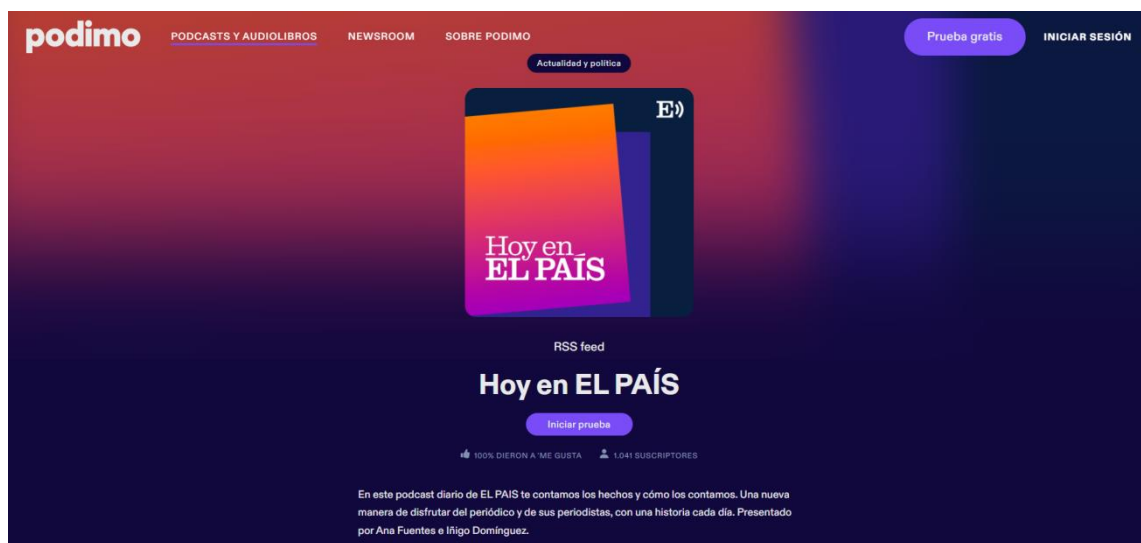 podimo
PODCASTS Y AUDIOLIBROS
NEWSROOM
SOBRE PODIMO
Prueba gratis
INICIAR SESIÓN
Actualidad y política
E
Hoy en
EL PAÍS
RSS feed
Hoy en EL PAÍS
Iniciar prueba
100% DIERON A 'ME GUSTA
1.041 SUSCRIPTORES
En este podcast diario de EL PAIS te contamos los hechos y cómo los contamos. Una nueva
manera de disfrutar del periódico y de sus periodistas, con una historia cada día. Presentado
por Ana Fuentes e Iñigo Domínguez.